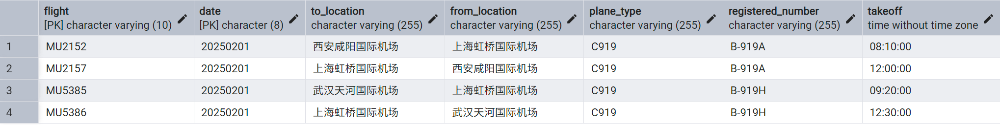 flight date to_location from_location plane_type registered_number takeoff
[PK] character varying (10) [PK] character (8) character varying (255) character varying (255) character varying (255) character varying (255) time without time zone
1 MU2152 20250201 西安咸阳国际机场 上海虹桥国际机场 C919 B-919A 08:10:00
2 MU2157 20250201 上海虹桥国际机场 西安咸阳国际机场 C919 B-919A 12:00:00
3 MU5385 20250201 武汉天河国际机场 上海虹桥国际机场 C919 B-919H 09:20:00
4 MU5386 20250201 上海虹桥国际机场 武汉天河国际机场 C919 B-919H 12:30:00